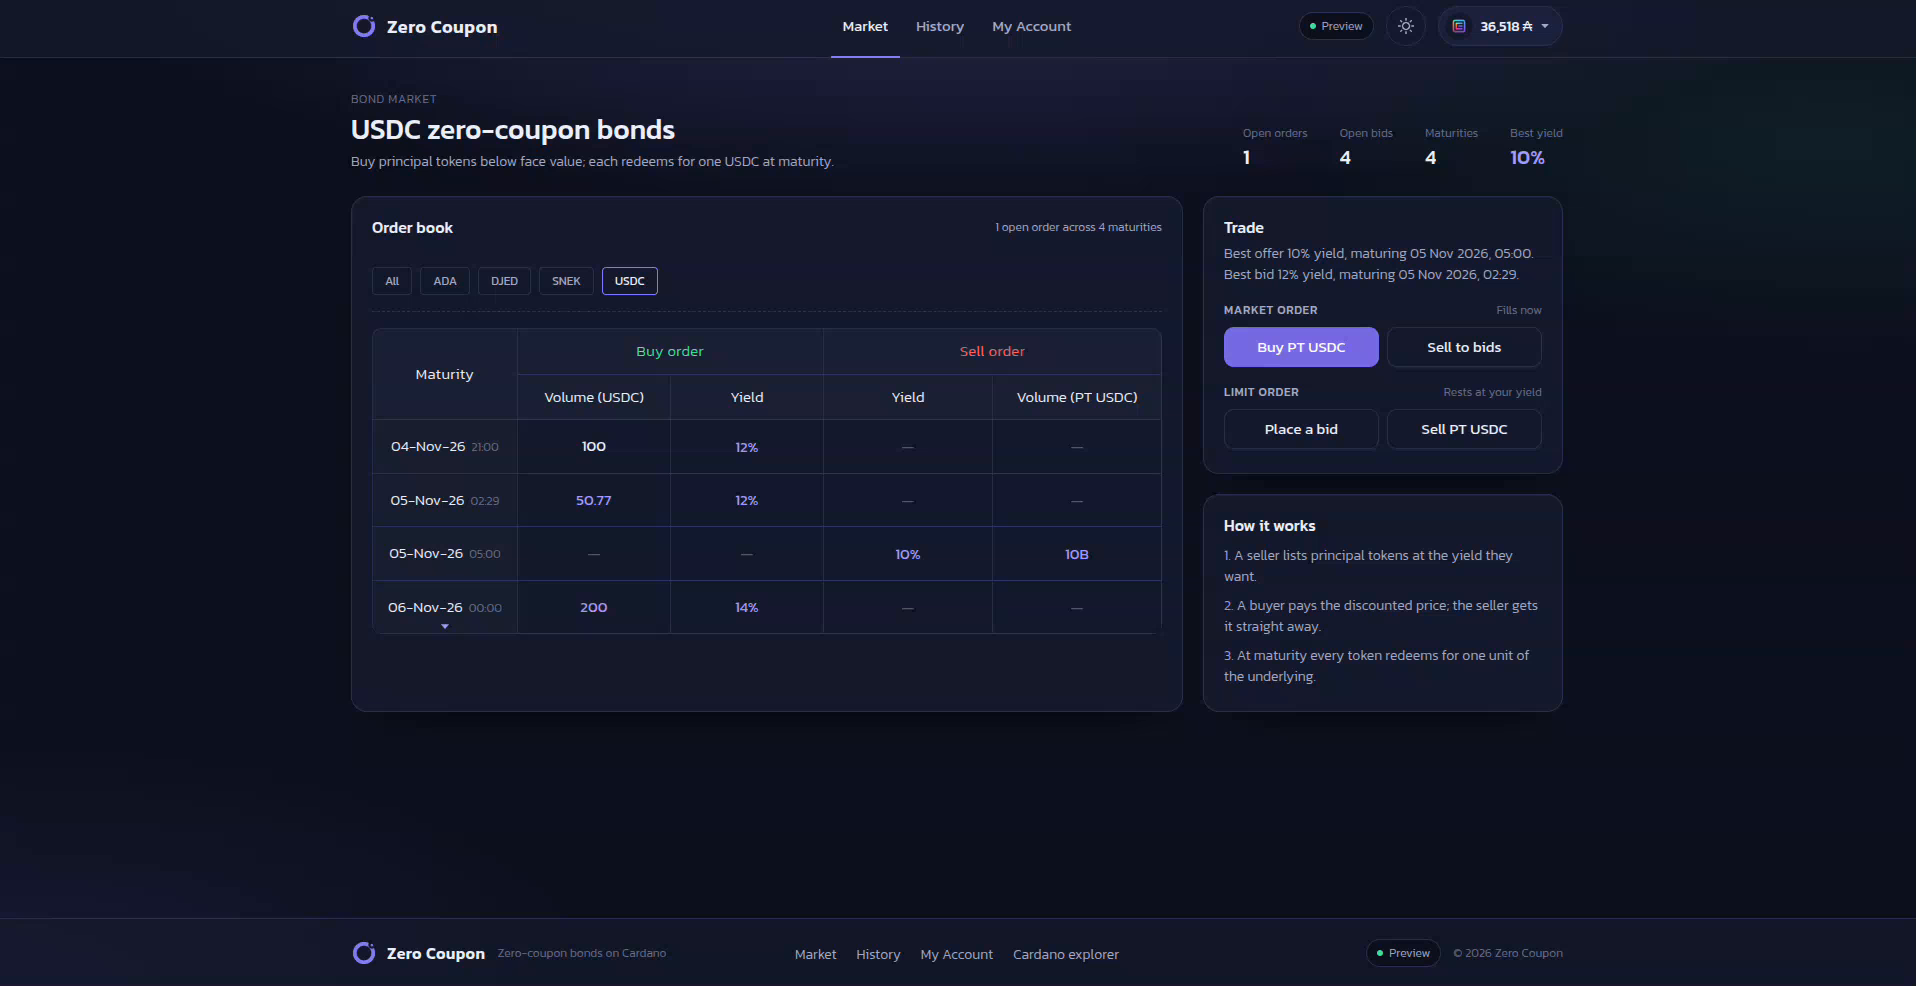 Zero Coupon
Market
History
My Account
Preview
36,518 ₳
BOND MARKET
USDC zero-coupon bonds
Buy principal tokens below face value; each redeems for one USDC at maturity.
Open orders
1
Open bids
4
Maturities
4
Best yield
10%
Order book
1 open order across 4 maturities
All
ADA
DJED
SNEK
USDC
Maturity
Buy order
Sell order
Volume (USDC)
Yield
Yield
Volume (PT USDC)
04-Nov-26 21:00
100
12%
—
—
05-Nov-26 02:29
50.77
12%
—
—
05-Nov-26 05:00
—
—
10%
10B
06-Nov-26 00:00
200
14%
—
—
Trade
Best offer 10% yield, maturing 05 Nov 2026, 05:00.
Best bid 12% yield, maturing 05 Nov 2026, 02:29.
MARKET ORDER
Fills now
Buy PT USDC
Sell to bids
LIMIT ORDER
Rests at your yield
Place a bid
Sell PT USDC
How it works
1. A seller lists principal tokens at the yield they
want.
2. A buyer pays the discounted price; the seller gets
it straight away.
3. At maturity every token redeems for one unit of
the underlying.
Zero Coupon
Zero-coupon bonds on Cardano
Market
History
My Account
Cardano explorer
Preview
© 2026 Zero Coupon